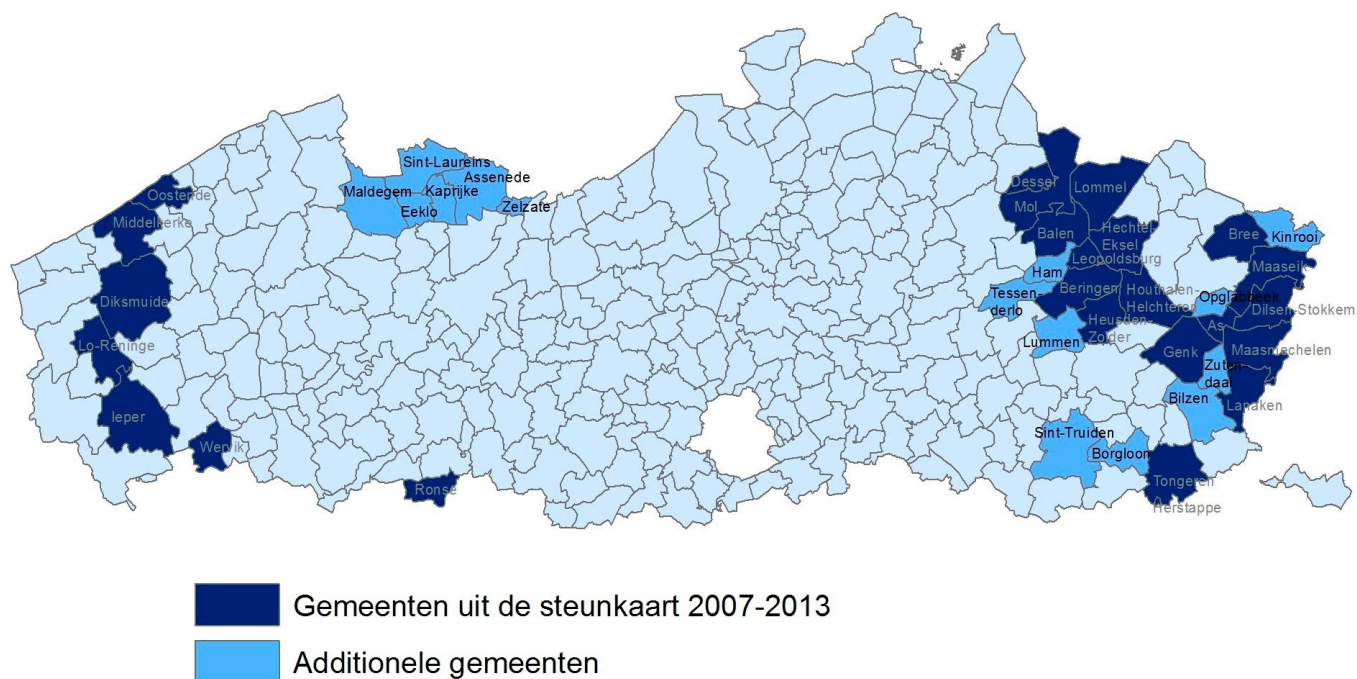 Sint-Laureins
Assenede
Maldegem
Kaprijke
Eeklo
Zelzate
Oostende
Middelkerke
Diksmuide
Lo-Reninge
Ieper
Wervik
Ronse
Dessel
Lommel
Mol
Balen
Hechtel-
Eksel
Leopoldsburg
Ham
Beringen
Tessen-
derlo
Houthalen-
Helchteren
Heusden-
Zolder
Lummen
Bree
Kinrooi
Maaseik
Opglabbeek
Dilsen-Stokkem
As
Genk
Maasmechelen
Zuten-
daal
Bilzen
Lanaken
Sint-Truiden
Borgloon
Tongeren
Herstappe
Gemeenten uit de steunkaart 2007-2013
Additionele gemeenten